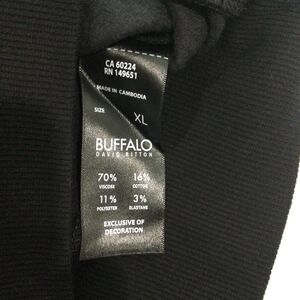 CA 60224
RN 149651
MADE IN CAMBODIA
SIZE XL
BUFFALO
DAVID BITTON
70% 16%
VISCOSE COTTON
11% 3%
POLYESTER ELASTANE
EXCLUSIVE OF
DECORATION